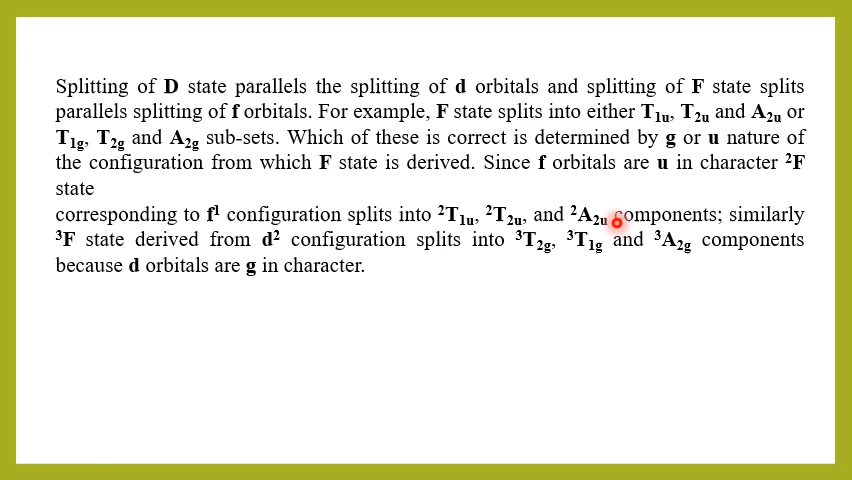 Splitting of D state parallels the splitting of d orbitals and splitting of F state splits
parallels splitting of f orbitals. For example, F state splits into either T₁ᵤ, T₂ᵤ and A₂ᵤ or
T₁g, T₂g and A₂g sub-sets. Which of these is correct is determined by g or u nature of
the configuration from which F state is derived. Since f orbitals are u in character ²F
state
corresponding to f¹ configuration splits into ²T₁ᵤ, ²T₂ᵤ, and ²A₂ᵤ components; similarly
³F state derived from d² configuration splits into ³T₂g, ³T₁g and ³A₂g components
because d orbitals are g in character.